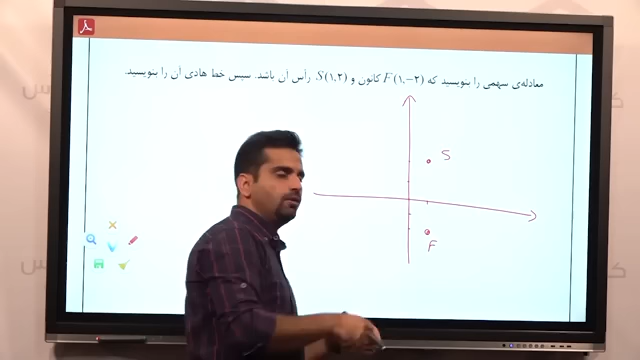 معادله‌ی سهمی را بنویسید که F(۱,−۲) کانون و S(۱,۲) رأس آن باشد. سپس خط هادی آن را بنویسید.
S
F